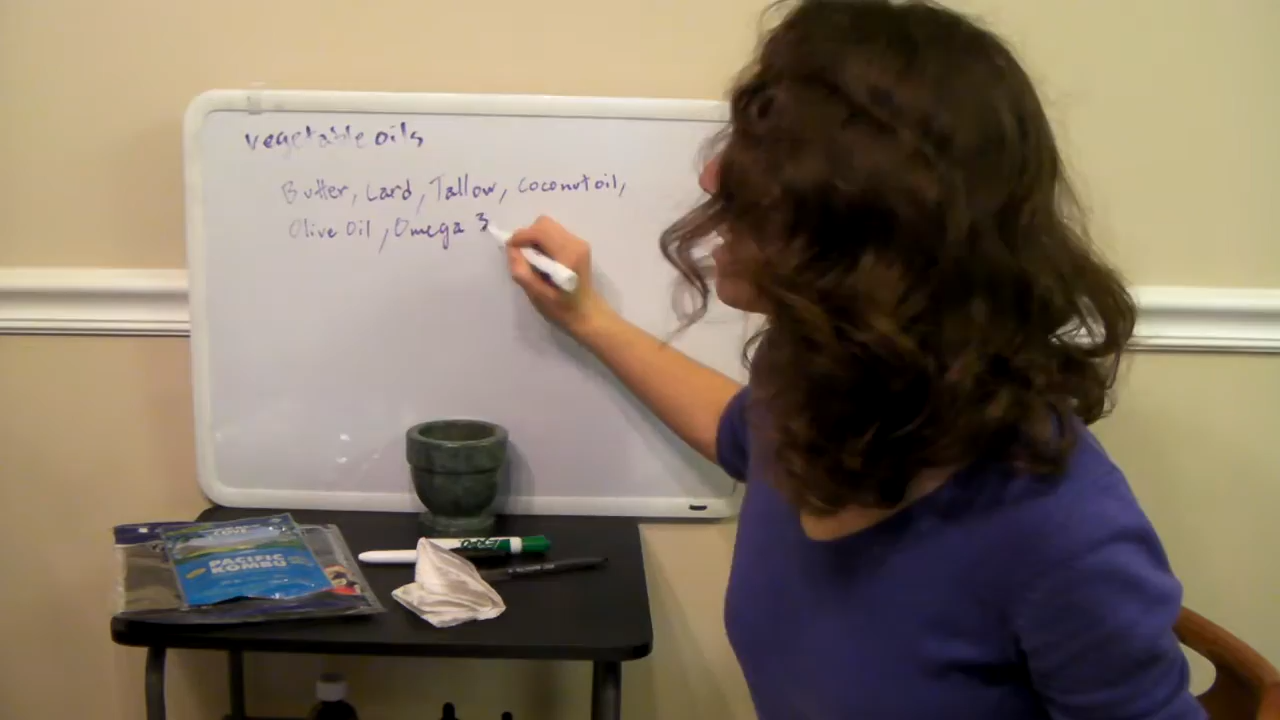 vegetable oils
Butter, Lard, Tallow, Coconut oil,
Olive Oil, Omega 3
PACIFIC
KOMBU